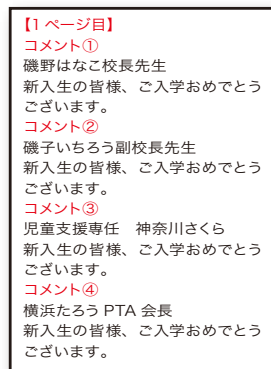 【1ページ目】
コメント①
磯野はなこ校長先生
新入生の皆様、ご入学おめでとう
ございます。
コメント②
磯子いちろう副校長先生
新入生の皆様、ご入学おめでとう
ございます。
コメント③
児童支援専任　神奈川さくら
新入生の皆様、ご入学おめでとう
ございます。
コメント④
横浜たろう PTA 会長
新入生の皆様、ご入学おめでとう
ございます。